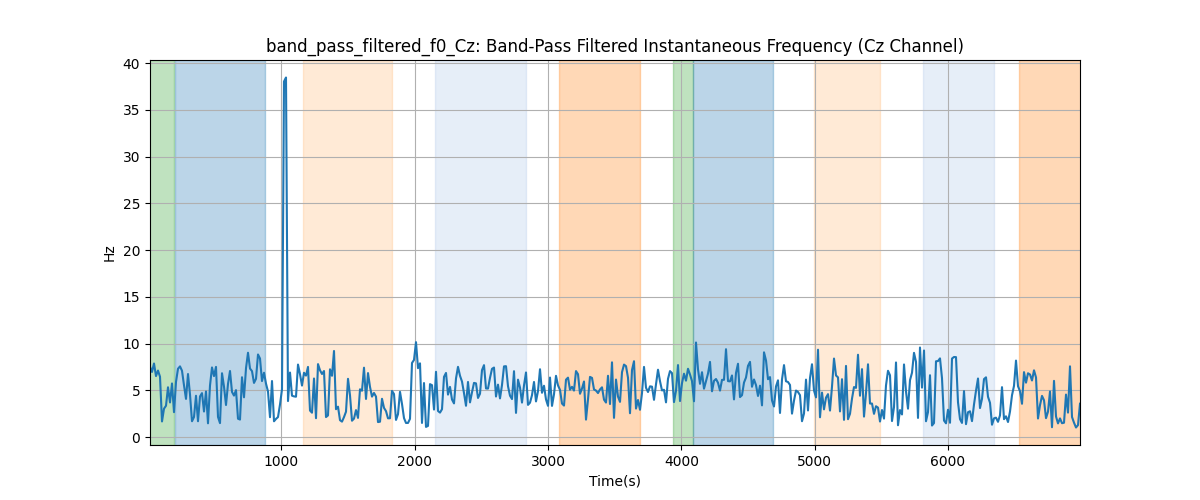 band_pass_filtered_f0_Cz: Band-Pass Filtered Instantaneous Frequency (Cz Channel)
40
35
30
25
20
15
10
5
0
Hz
1000 2000 3000 4000 5000 6000
Time(s)